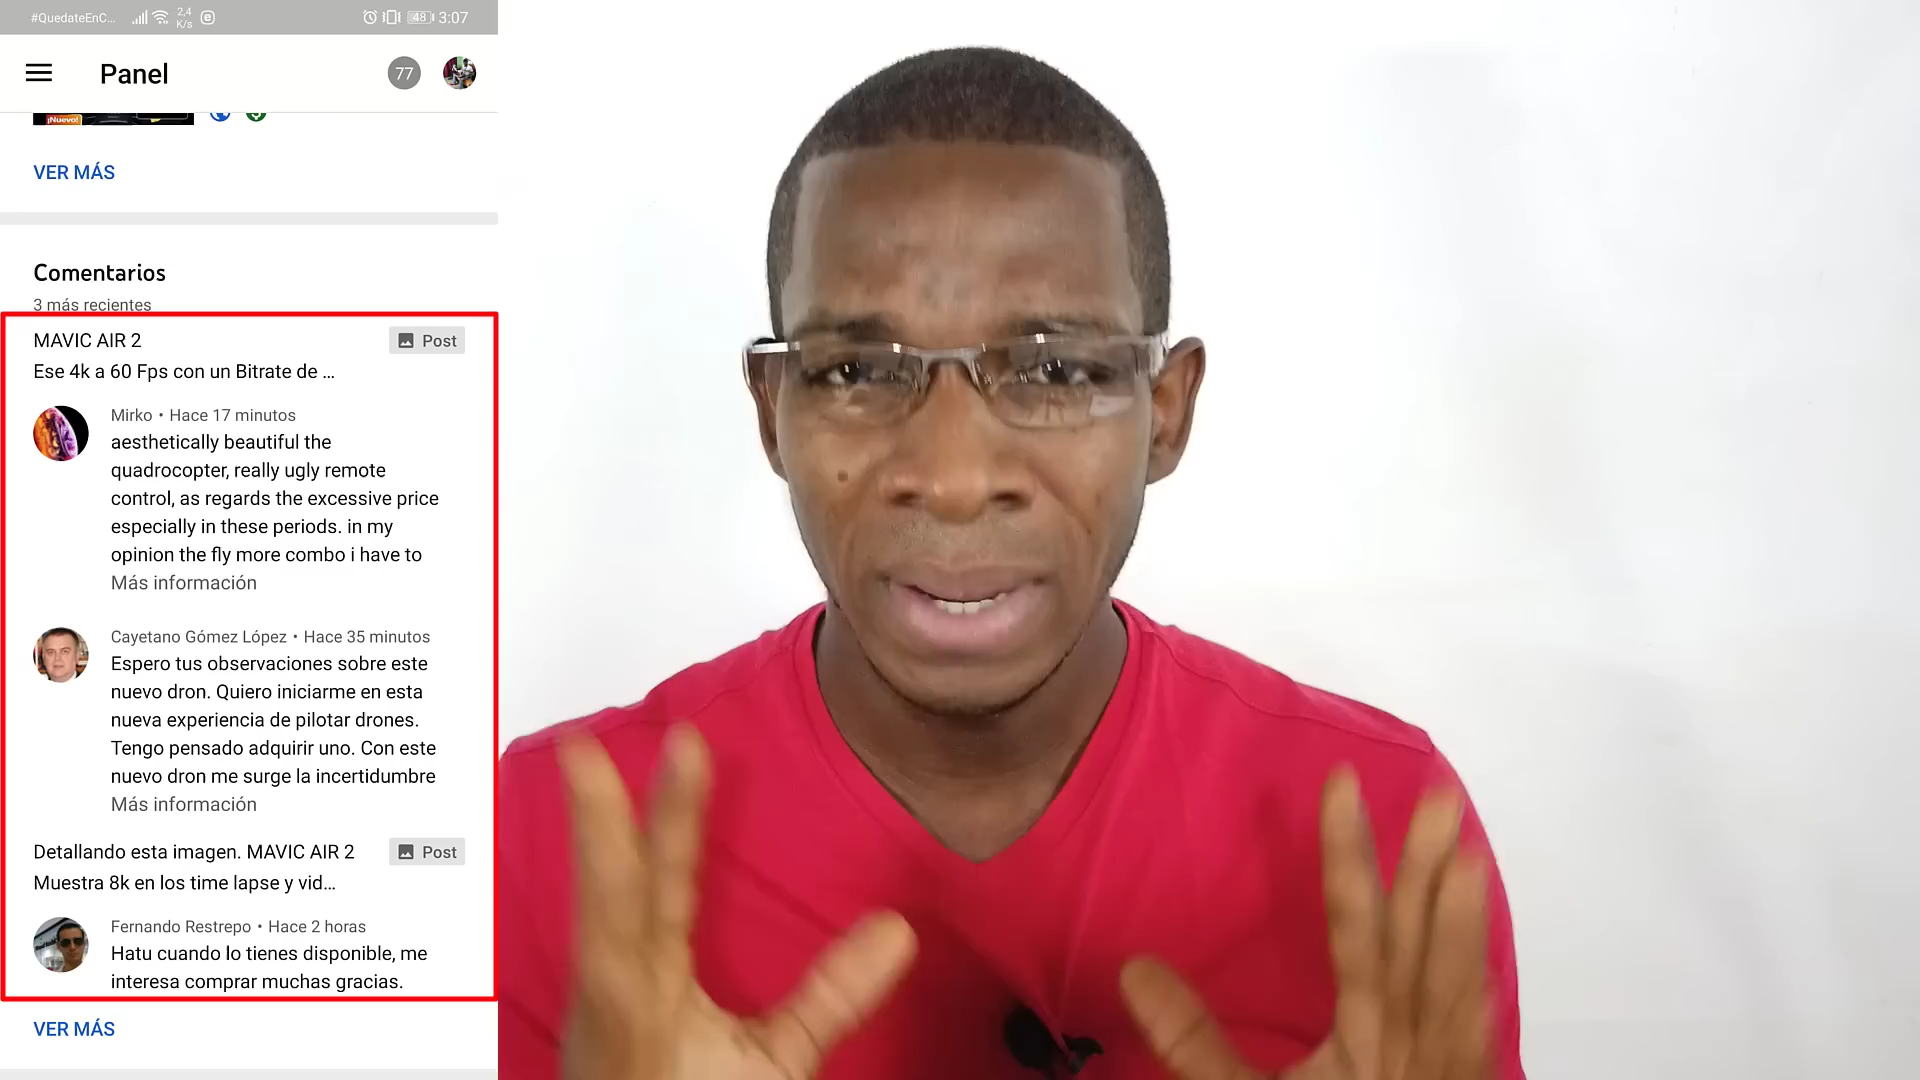 #QuedateEnC...
2,4
K/s
48
3:07
Panel
77
¡Nuevo!
VER MÁS
Comentarios
3 más recientes
MAVIC AIR 2
Post
Ese 4k a 60 Fps con un Bitrate de ...
Mirko • Hace 17 minutos
aesthetically beautiful the
quadrocopter, really ugly remote
control, as regards the excessive price
especially in these periods. in my
opinion the fly more combo i have to
Más información
Cayetano Gómez López • Hace 35 minutos
Espero tus observaciones sobre este
nuevo dron. Quiero iniciarme en esta
nueva experiencia de pilotar drones.
Tengo pensado adquirir uno. Con este
nuevo dron me surge la incertidumbre
Más información
Detallando esta imagen. MAVIC AIR 2
Post
Muestra 8k en los time lapse y vid...
Fernando Restrepo • Hace 2 horas
Hatu cuando lo tienes disponible, me
interesa comprar muchas gracias.
VER MÁS